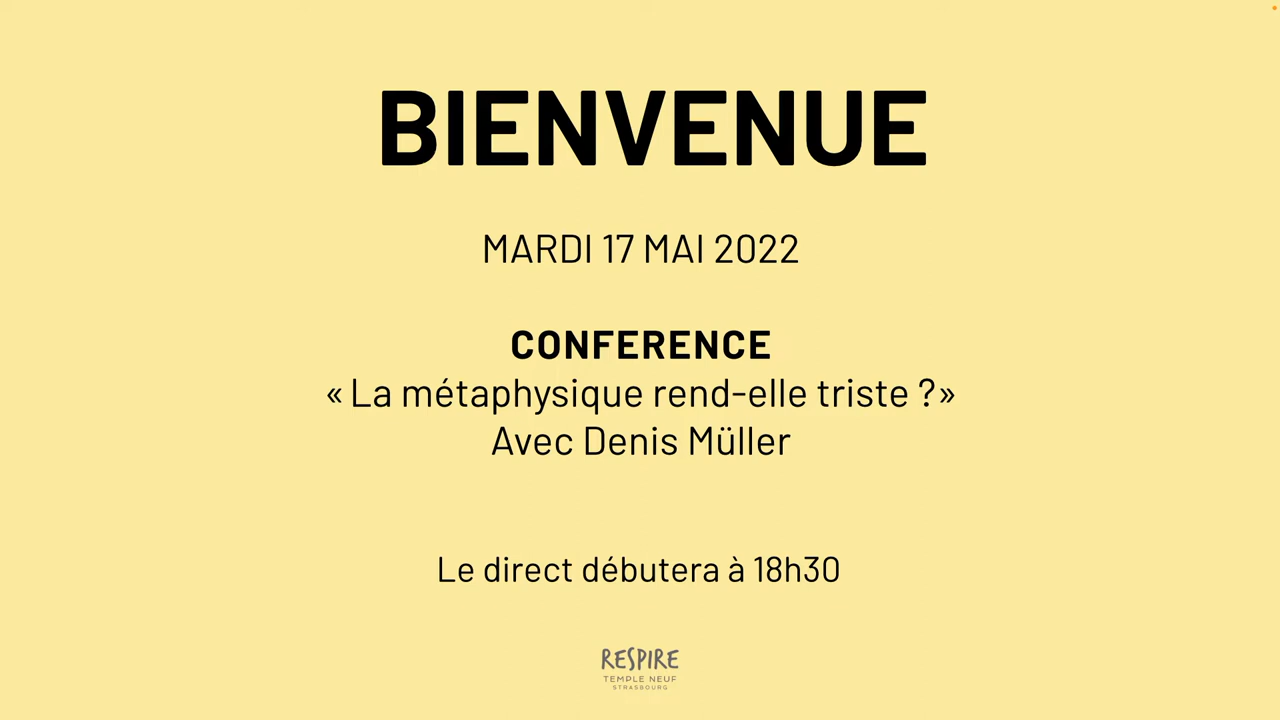 BIENVENUE
MARDI 17 MAI 2022
CONFERENCE
« La métaphysique rend-elle triste ?»
Avec Denis Müller
Le direct débutera à 18h30
RESPIRE
TEMPLE NEUF
STRASBOURG